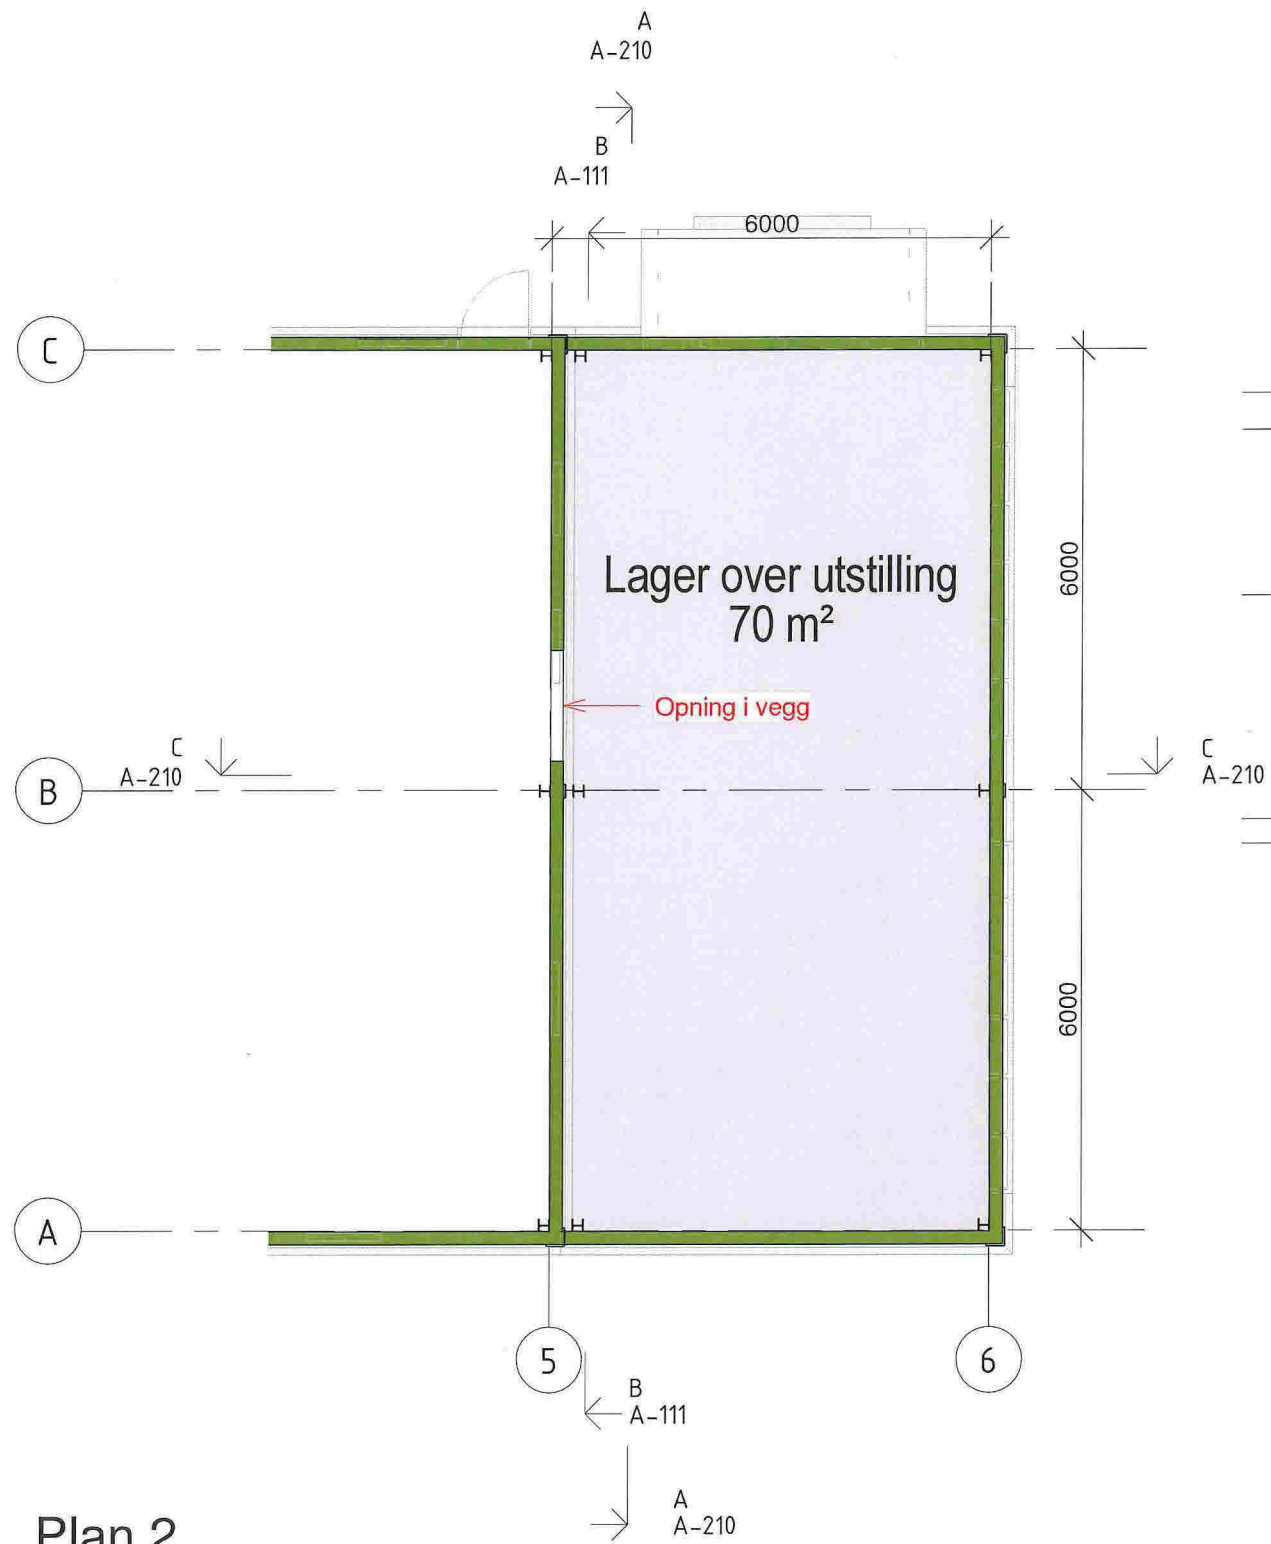 A
A-210
B
A-111
6000
C
6000
Lager over utstilling
70 m²
Opning i vegg
C
A-210
C
A-210
B
6000
A
5
6
B
A-111
A
A-210
Plan 2